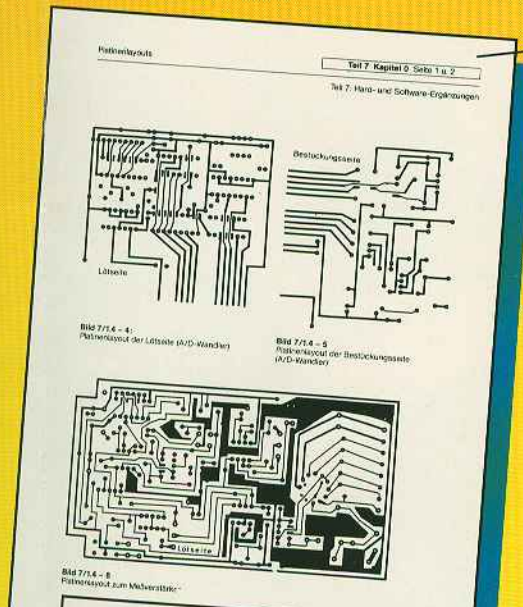 Platinenlayouts
Teil 7 Kapitel 0 Seite 1 u. 2
Teil 7: Hard- und Software-Ergänzungen
Bestückungsseite
Lötseite
Bild 7/1.4 – 4:
Platinenlayout der Lötseite (A/D-Wandler)
Bild 7/1.4 – 5
Platinenlayout der Bestückungsseite
(A/D-Wandler)
Lötseite
Bild 7/1.4 – 6
Platinenlayout zum Meßverstärker